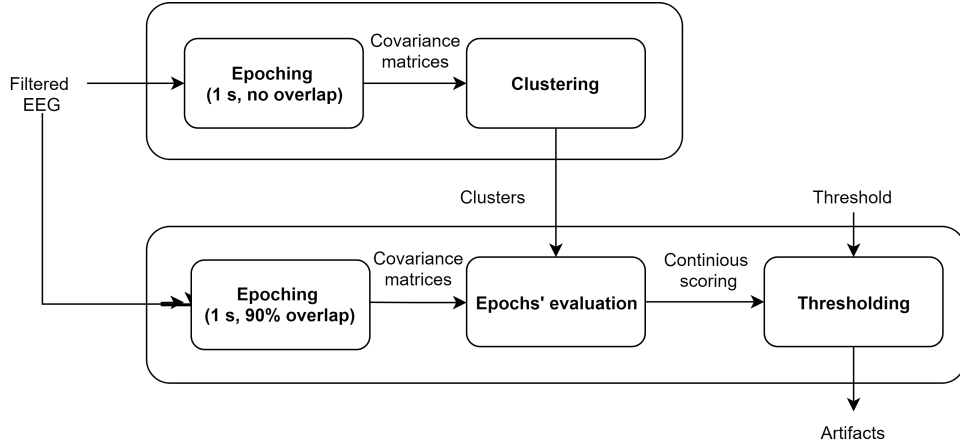 Filtered
EEG
Epoching
(1 s, no overlap)
Covariance
matrices
Clustering
Clusters
Threshold
Epoching
(1 s, 90% overlap)
Covariance
matrices
Epochs' evaluation
Continious
scoring
Thresholding
Artifacts